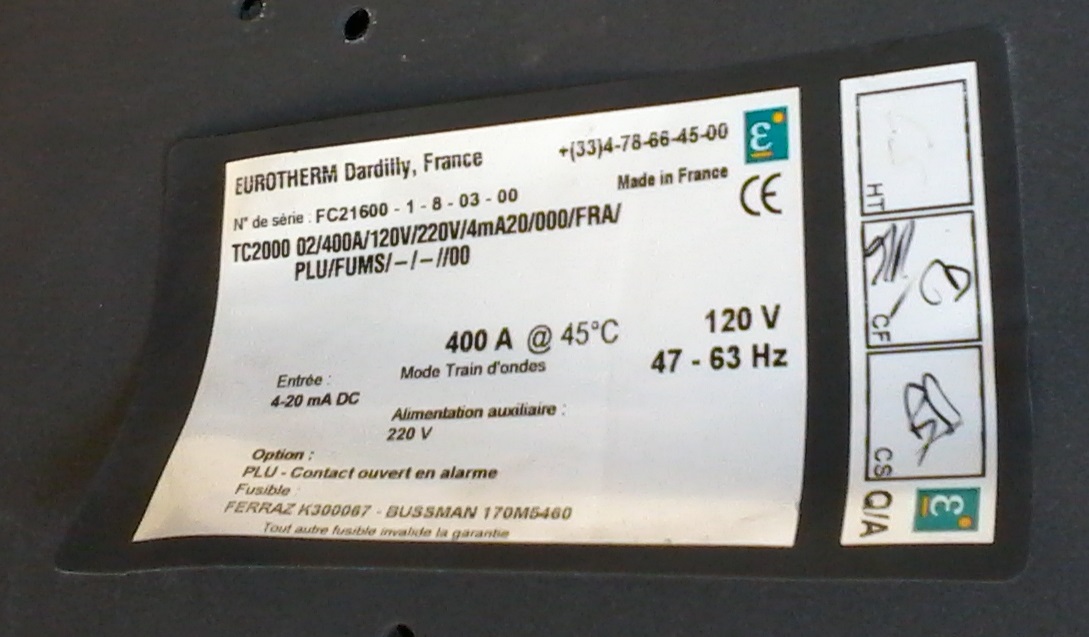 EUROTHERM Dardilly, France
+(33)4-78-66-45-00
N° de série : FC21600 - 1 - 8 - 03 - 00
Made in France
CE
TC2000 02/400A/120V/220V/4mA20/000/FRA/
PLU/FUMS/-/-//00
400 A @ 45°C
120 V
Mode Train d'ondes
47 - 63 Hz
Entrée :
4-20 mA DC
Alimentation auxiliaire :
220 V
Option :
PLU - Contact ouvert en alarme
Fusible
FERRAZ K300067 - BUSSMAN 170M5460
Tout autre fusible invalide la garantie
HT
CF
CS
Q/A